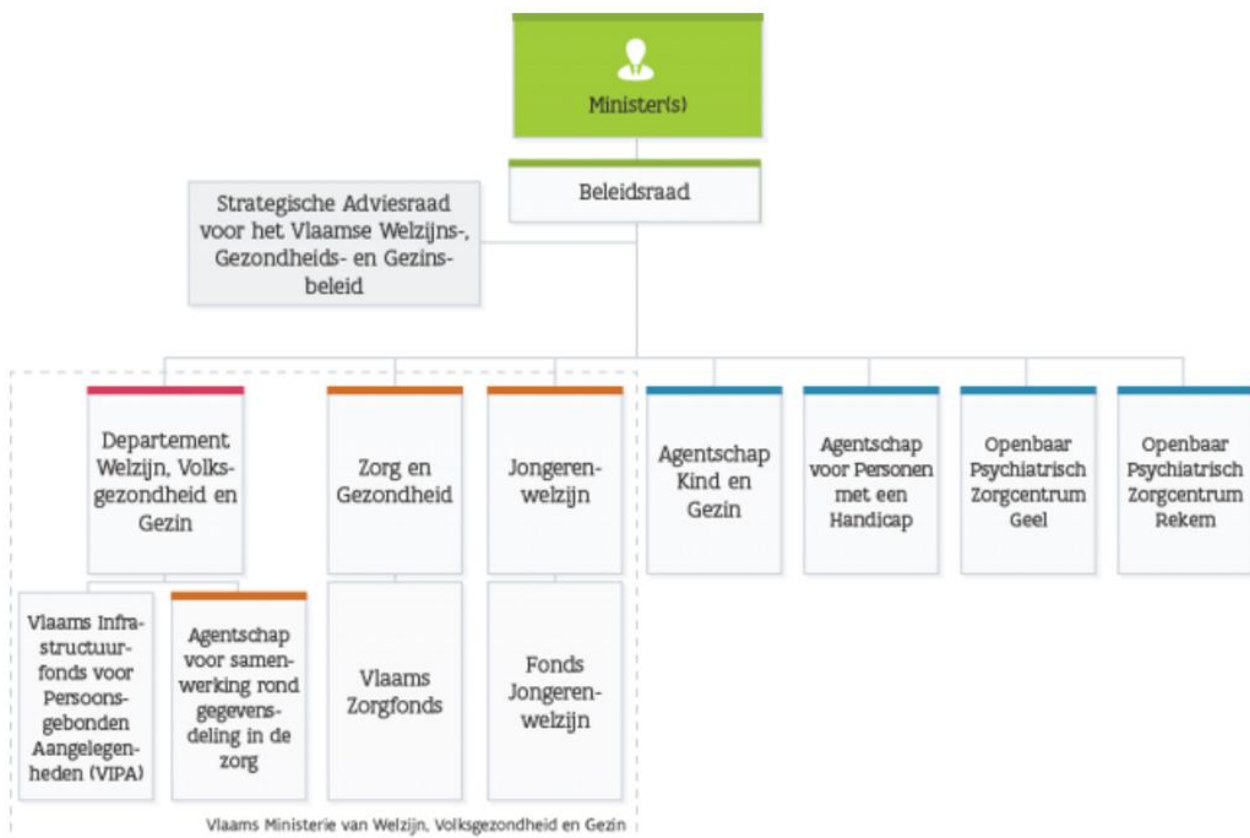 Minister(s)
Beleidsraad
Strategische Adviesraad
voor het Vlaamse Welzijns-,
Gezondheids- en Gezins-
beleid
Departement
Welzijn, Volks-
gezondheid en
Gezin
Zorg en
Gezondheid
Jongeren-
welzijn
Agentschap
Kind en
Gezin
Agentschap
voor Personen
met een
Handicap
Openbaar
Psychiatrisch
Zorgcentrum
Geel
Openbaar
Psychiatrisch
Zorgcentrum
Rekem
Vlaams Infra-
structuur-
fonds voor
Persoons-
gebonden
Aangelegen-
heden (VIPA)
Agentschap
voor samen-
werking rond
gegevens-
deling in de
zorg
Vlaams
Zorgfonds
Fonds
Jongeren-
welzijn
Vlaams Ministerie van Welzijn, Volksgezondheid en Gezin